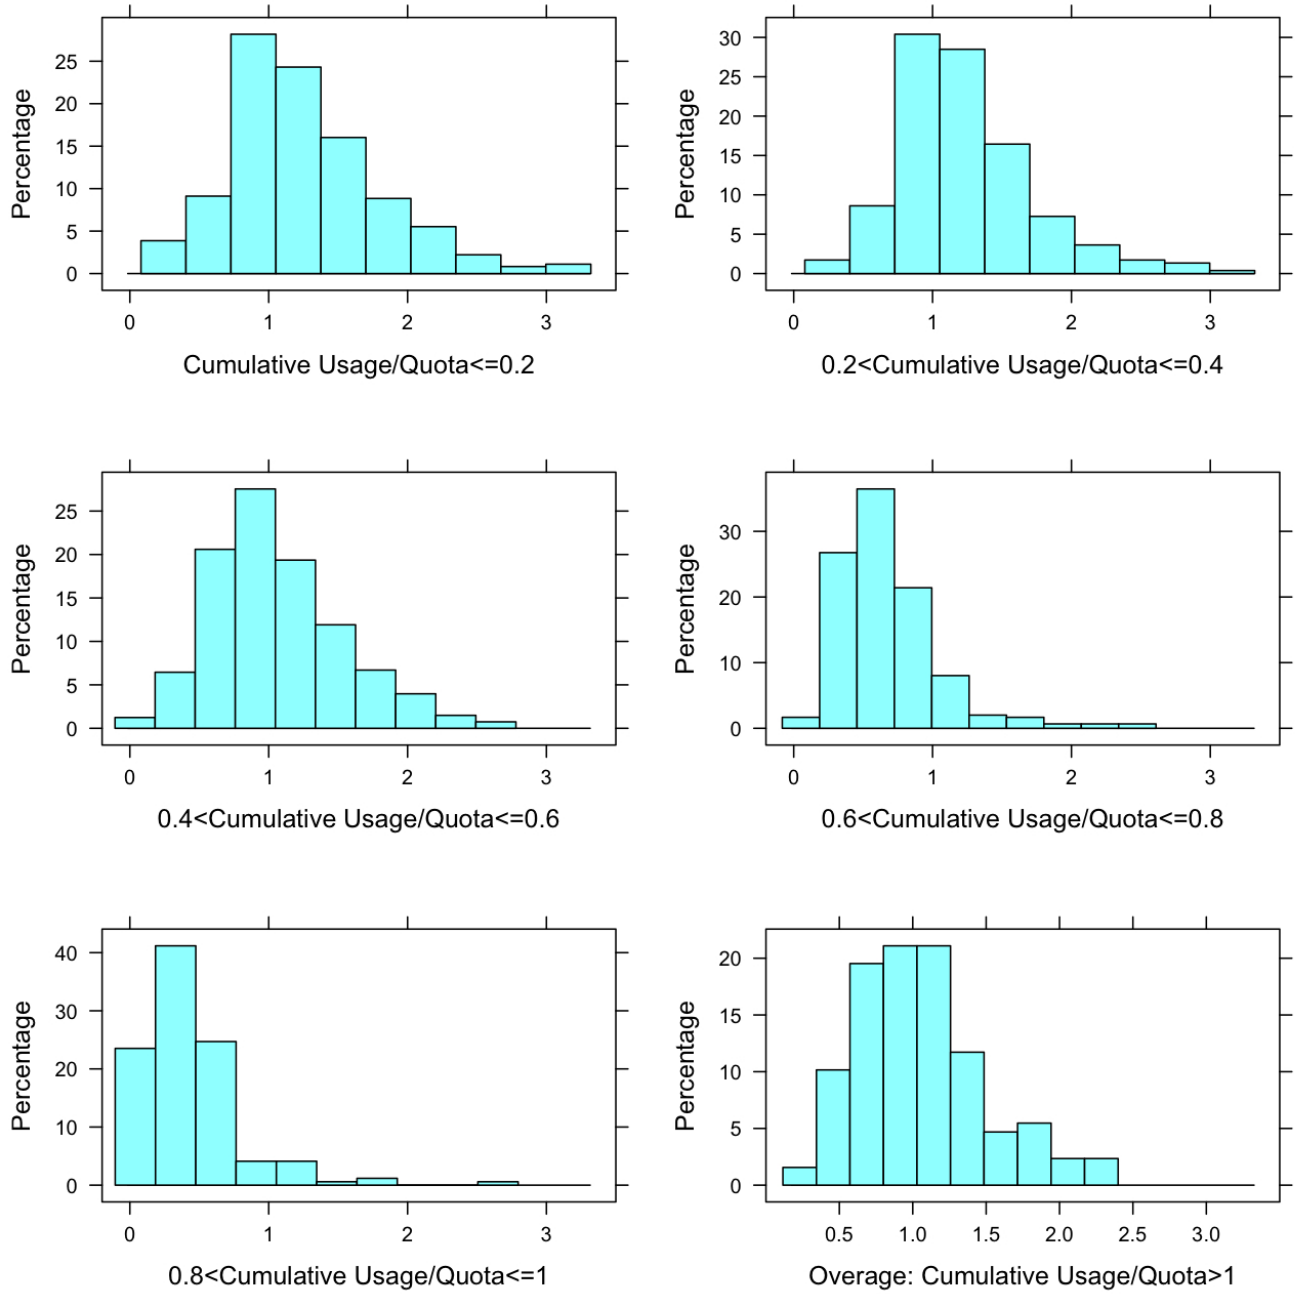 Percentage
25
20
15
10
5
0
0 1 2 3
Cumulative Usage/Quota<=0.2
Percentage
30
25
20
15
10
5
0
0 1 2 3
0.2<Cumulative Usage/Quota<=0.4
Percentage
25
20
15
10
5
0
0 1 2 3
0.4<Cumulative Usage/Quota<=0.6
Percentage
30
20
10
0
0 1 2 3
0.6<Cumulative Usage/Quota<=0.8
Percentage
40
30
20
10
0
0 1 2 3
0.8<Cumulative Usage/Quota<=1
Percentage
20
15
10
5
0
0.5 1.0 1.5 2.0 2.5 3.0
Overage: Cumulative Usage/Quota>1